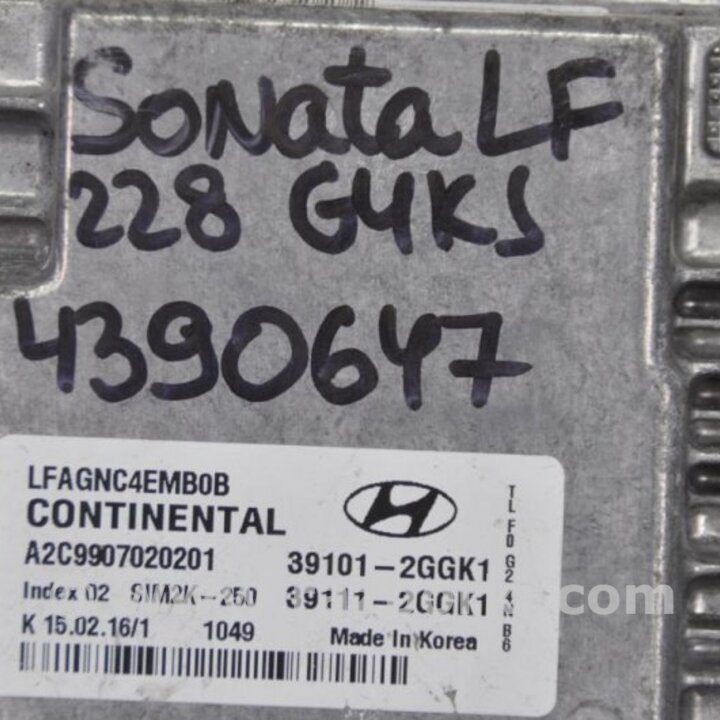 Sonata LF
228 G4KJ
4390647
LFAGNC4EMB0B
CONTINENTAL
A2C9907020201 39101-2GGK1
Index 02 SIM2K-250 39111-2GGK1
K 15.02.16/1 1049 Made In Korea
TL F0 G2 4N B6
.com